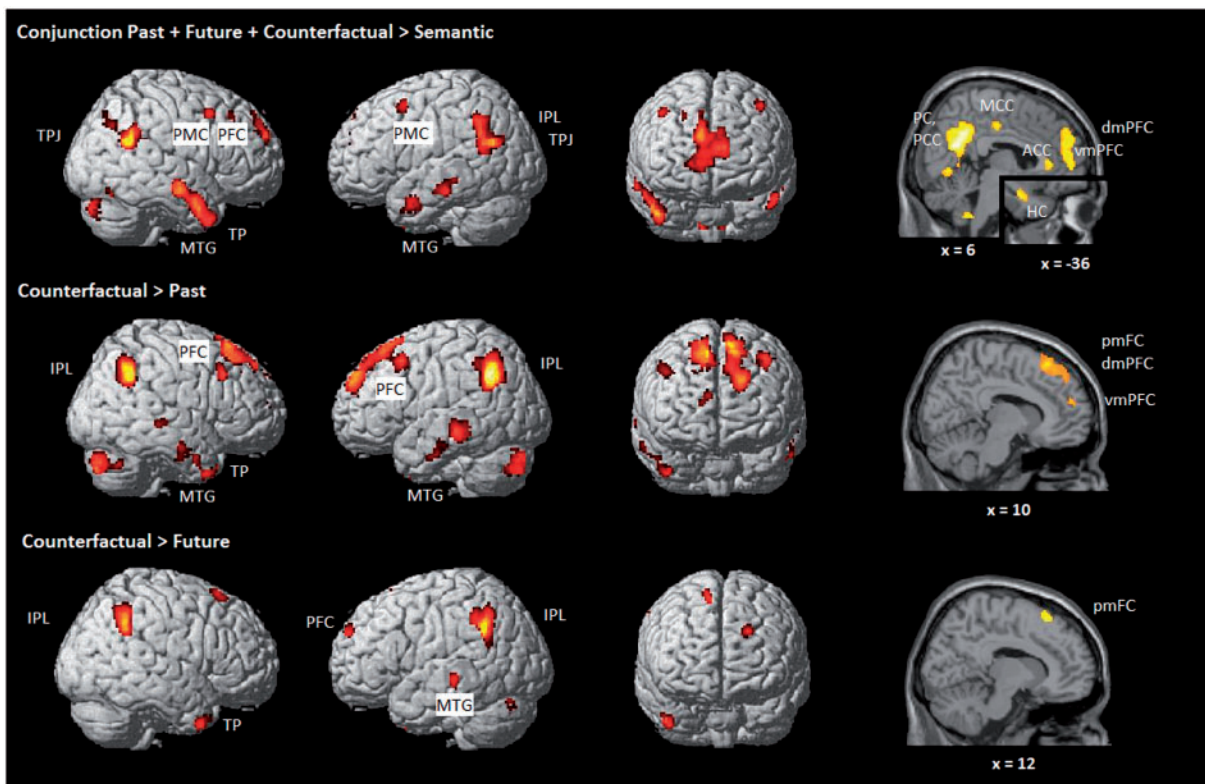 Conjunction Past + Future + Counterfactual > Semantic
TPJ
PMC
PFC
TP
MTG
PMC
IPL
TPJ
PC,
PCC
MCC
ACC
dmPFC
vmPFC
HC
x = 6
x = -36
Counterfactual > Past
IPL
PFC
TP
MTG
PFC
IPL
MTG
pmFC
dmPFC
vmPFC
x = 10
Counterfactual > Future
IPL
TP
PFC
IPL
MTG
pmFC
x = 12